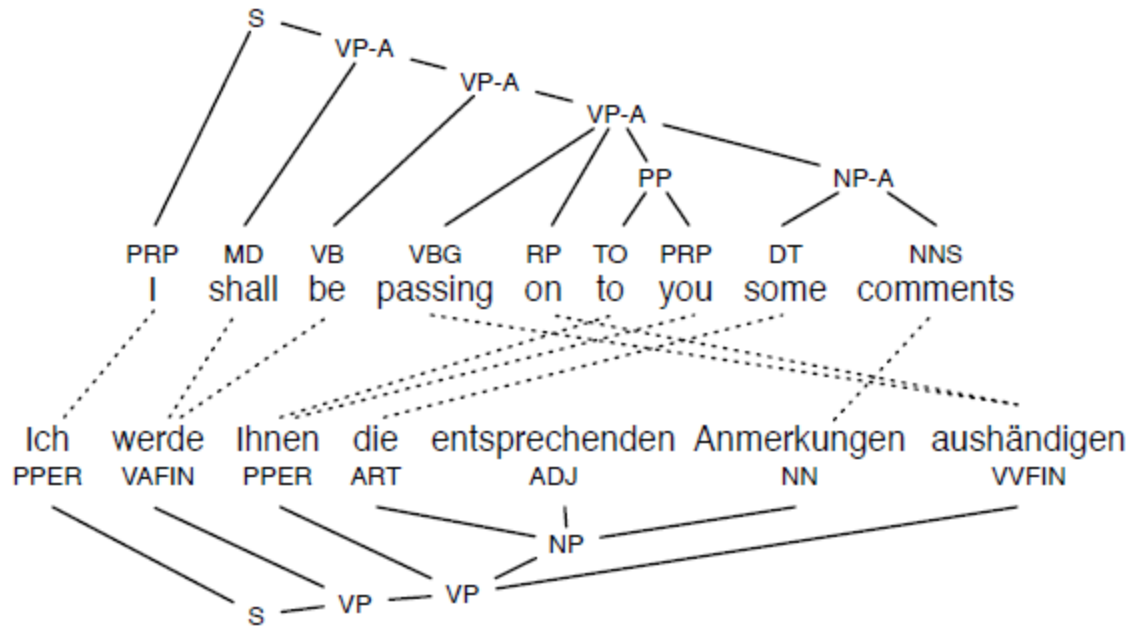 S
VP-A
VP-A
VP-A
PP
NP-A
PRP MD VB VBG RP TO PRP DT NNS
I shall be passing on to you some comments
Ich werde Ihnen die entsprechenden Anmerkungen aushändigen
PPER VAFIN PPER ART ADJ NN VVFIN
NP
VP
VP
S